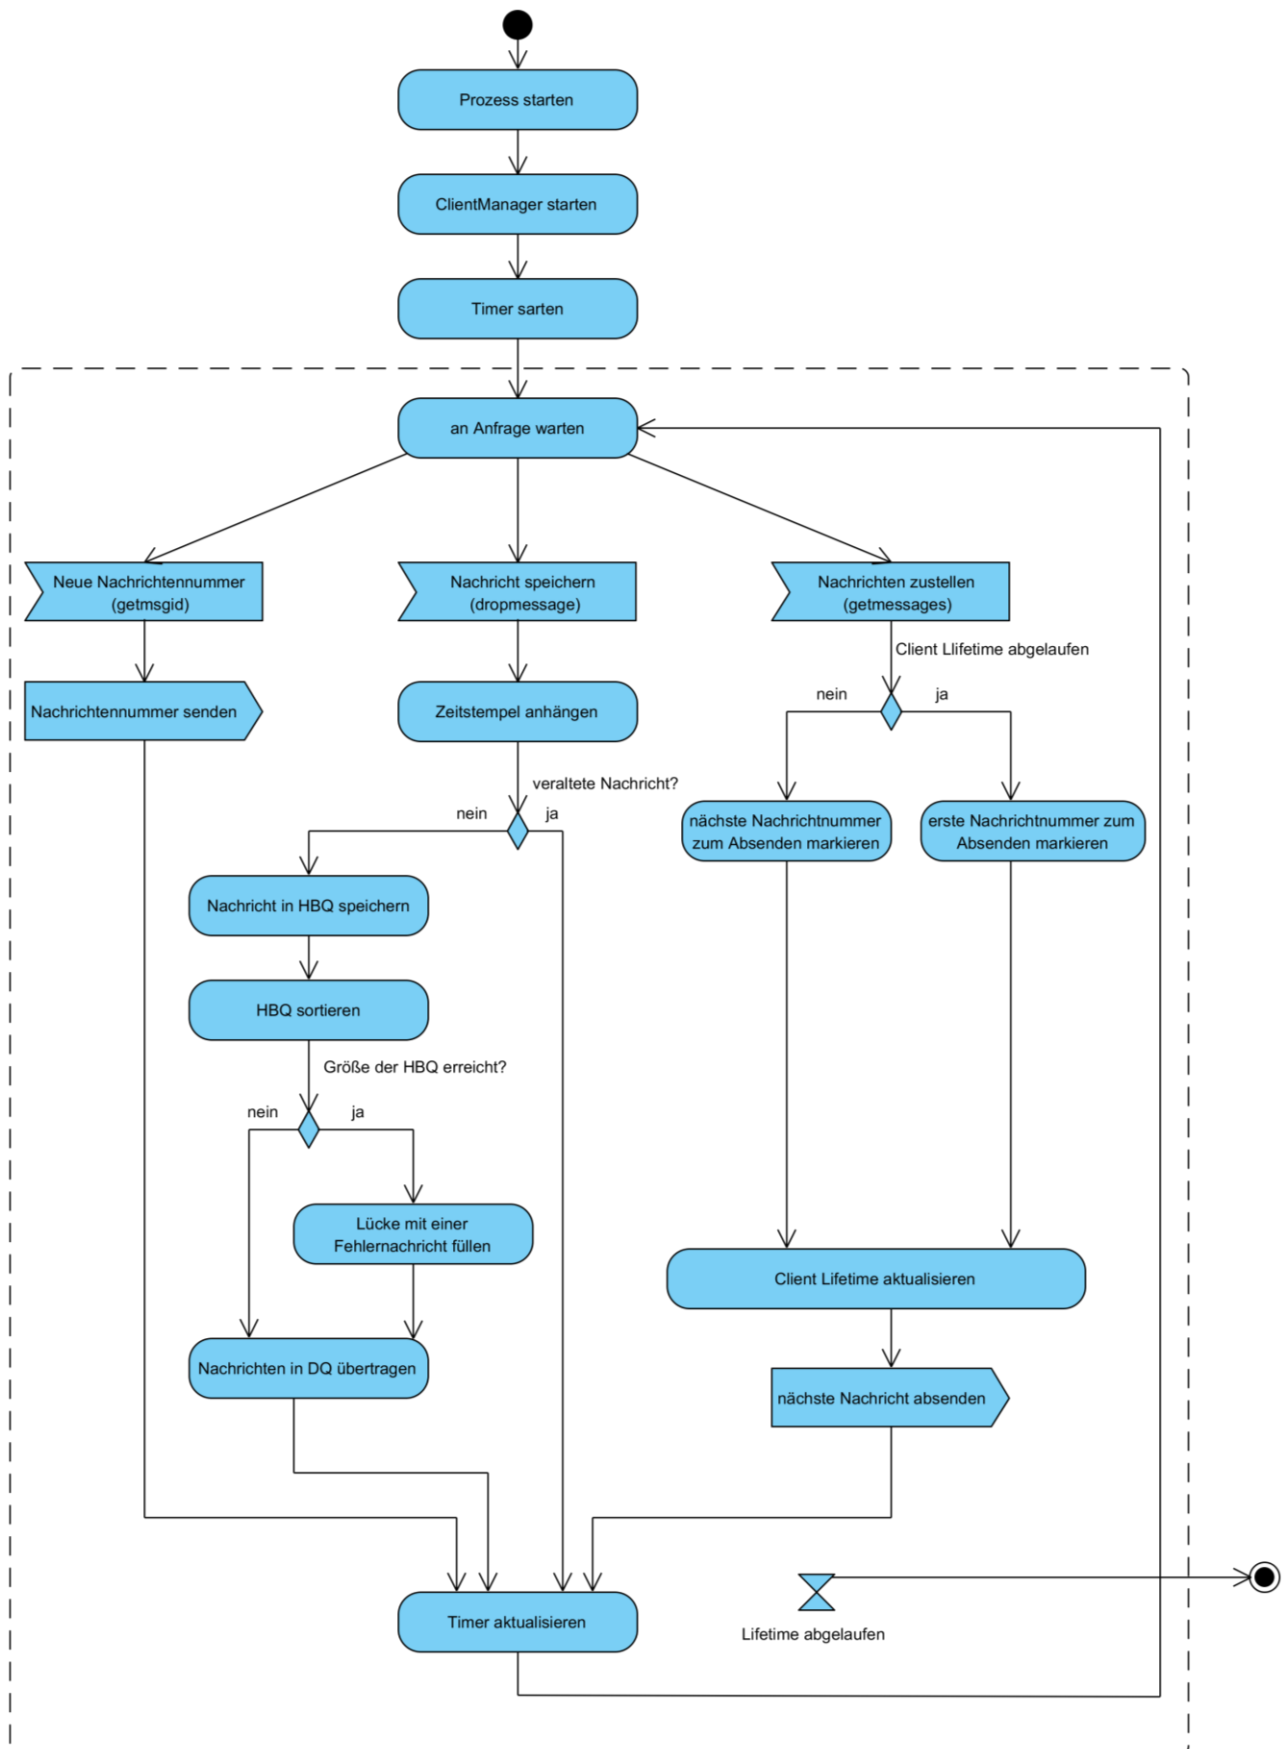 Prozess starten
ClientManager starten
Timer sarten
an Anfrage warten
Neue Nachrichtennummer
(getmsgid)
Nachricht speichern
(dropmessage)
Nachrichten zustellen
(getmessages)
Client Llifetime abgelaufen
nein
ja
Nachrichtennummer senden
Zeitstempel anhängen
veraltete Nachricht?
nein
ja
nächste Nachrichtnummer
zum Absenden markieren
erste Nachrichtnummer zum
Absenden markieren
Nachricht in HBQ speichern
HBQ sortieren
Größe der HBQ erreicht?
nein
ja
Lücke mit einer
Fehlernachricht füllen
Client Lifetime aktualisieren
Nachrichten in DQ übertragen
nächste Nachricht absenden
Timer aktualisieren
Lifetime abgelaufen